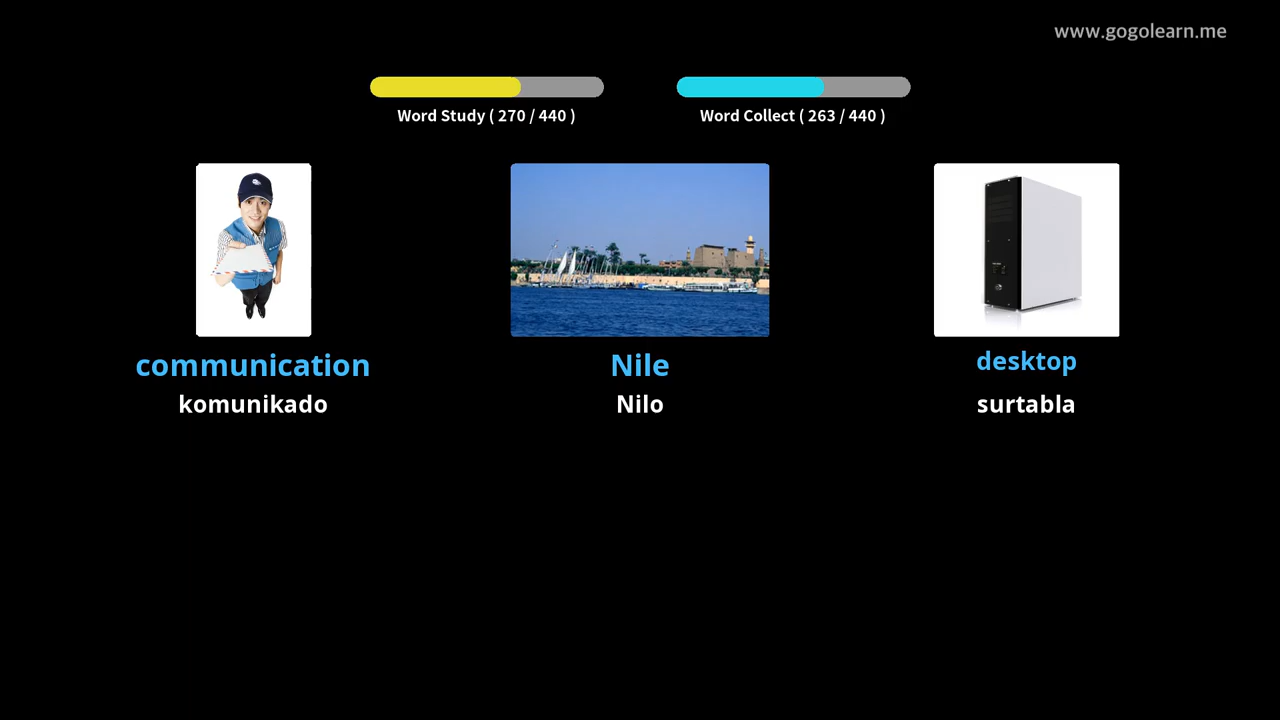 www.gogolearn.me
Word Study ( 270 / 440 )
Word Collect ( 263 / 440 )
communication
komunikado
Nile
Nilo
desktop
surtabla